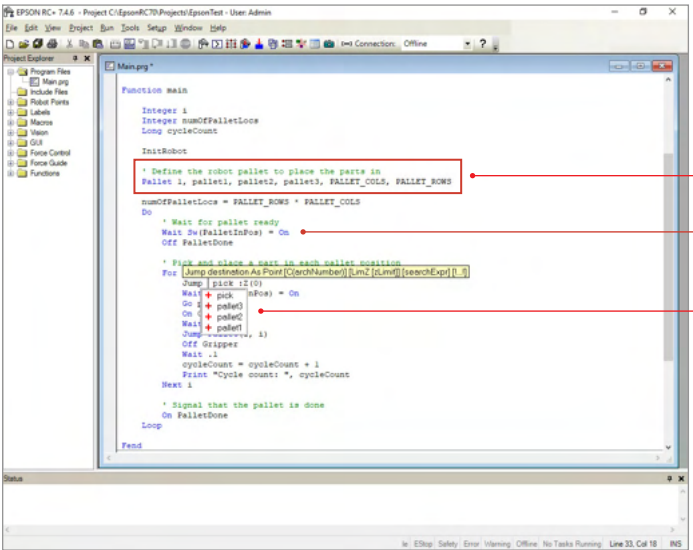 EPSON RC+ 7.4.6 - Project C:\EpsonRC70\Projects\EpsonTest - User: Admin
File Edit View Project Run Tools Setup Window Help
Connection: Offline
Project Explorer
Program Files
Main.prg
Include Files
Robot Points
Labels
Macros
Vision
GUI
Force Control
Force Guide
Functions
Main.prg *
Function main
Integer i
Integer numOfPalletLocs
Long cycleCount
InitRobot
' Define the robot pallet to place the parts in
Pallet 1, pallet1, pallet2, pallet3, PALLET_COLS, PALLET_ROWS
numOfPalletLocs = PALLET_ROWS * PALLET_COLS
Do
' Wait for pallet ready
Wait Sw(PalletInPos) = On
Off PalletDone
' Pick and place a part in each pallet position
For
Jump destination As Point [C(archNumber)] [LimZ [zLimit]] [searchExpr] [!...!]
Jump pick :Z(0)
Wait nPos) = On
Go p
On
Wait
Jump , i)
pick
pallet3
pallet2
pallet1
Off Gripper
Wait .1
cycleCount = cycleCount + 1
Print "Cycle count: ", cycleCount
Next i
' Signal that the pallet is done
On PalletDone
Loop
Fend
Status
EStop Safety Error Warning Offline No Tasks Running Line 33, Col 18 INS